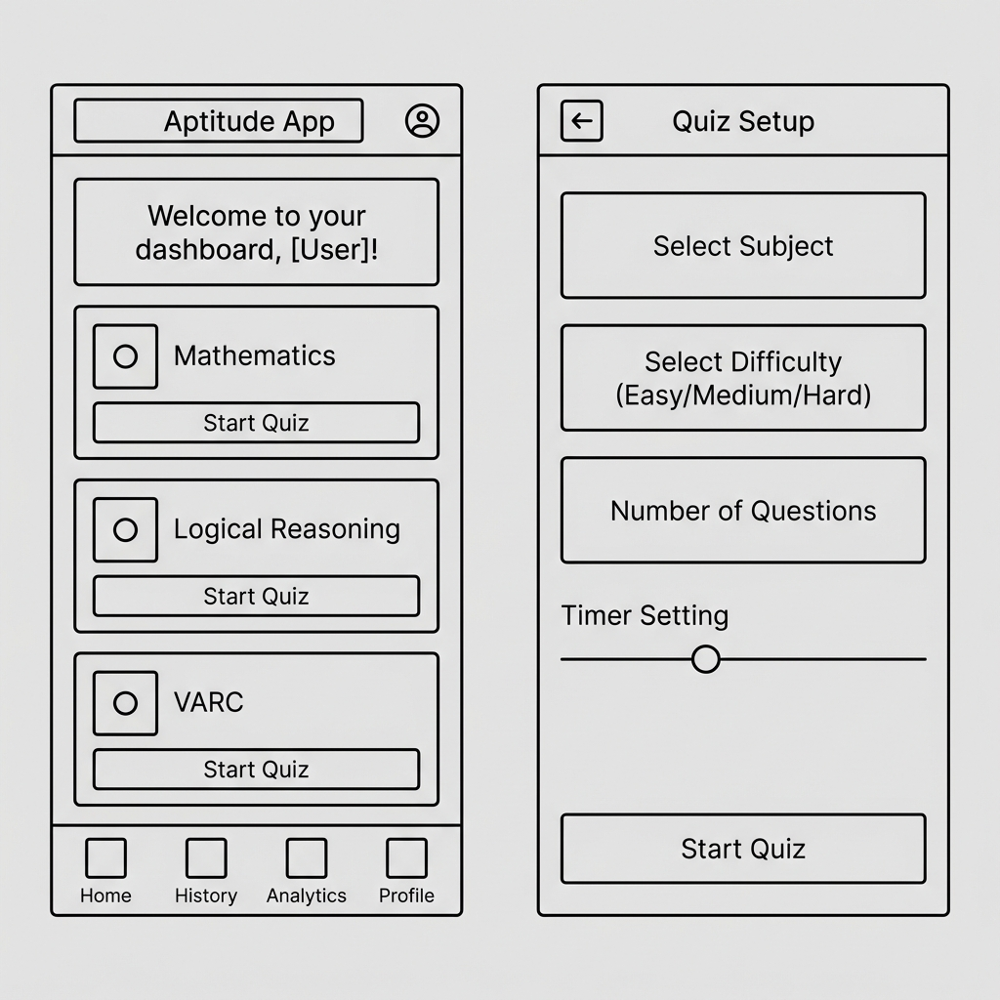 Aptitude App
Welcome to your
dashboard, [User]!
Mathematics
Start Quiz
Logical Reasoning
Start Quiz
VARC
Start Quiz
Home
History
Analytics
Profile
Quiz Setup
Select Subject
Select Difficulty
(Easy/Medium/Hard)
Number of Questions
Timer Setting
Start Quiz